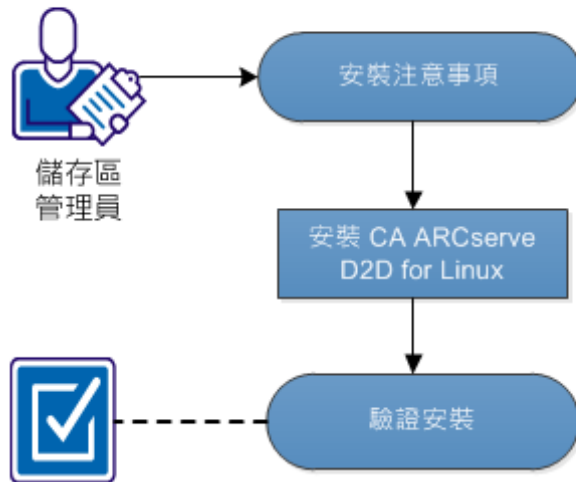 安裝注意事項
儲存區
管理員
安裝 CA ARCserve
D2D for Linux
驗證安裝